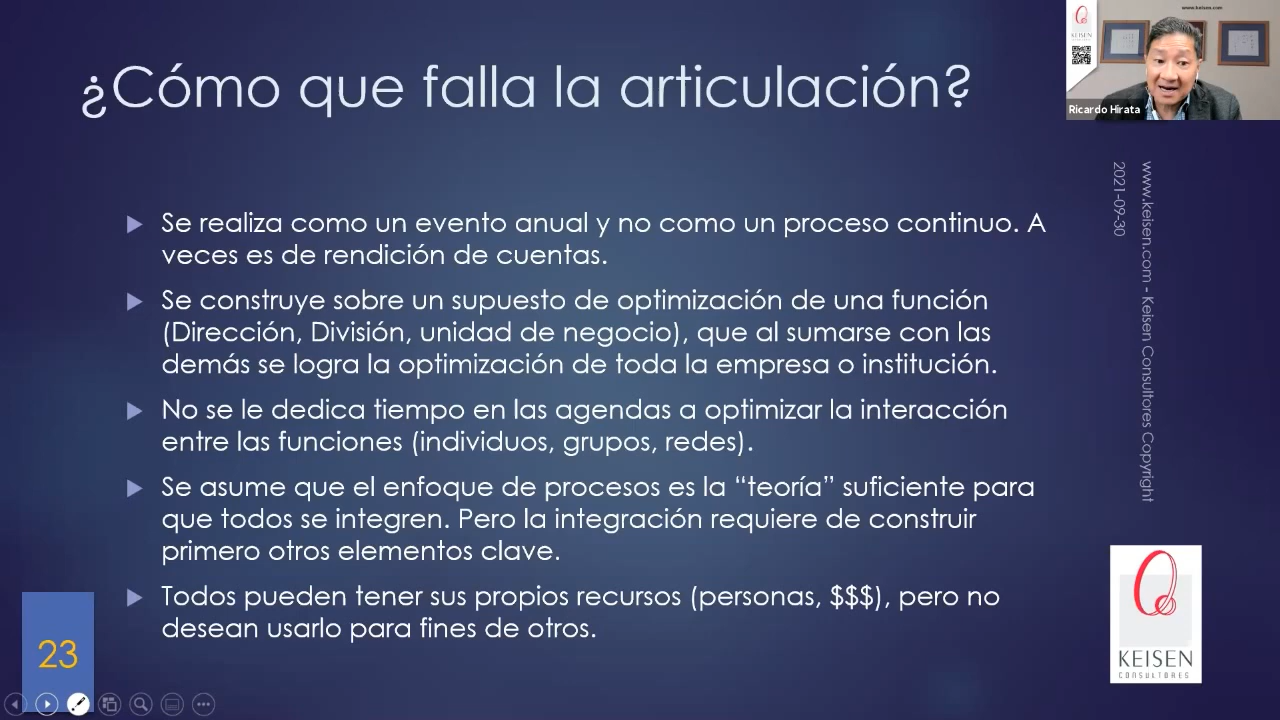 ¿Cómo que falla la articulación?
www.keisen.com
KEISEN
Ricardo Hirata
Se realiza como un evento anual y no como un proceso continuo. A
veces es de rendición de cuentas.
Se construye sobre un supuesto de optimización de una función
(Dirección, División, unidad de negocio), que al sumarse con las
demás se logra la optimización de toda la empresa o institución.
No se le dedica tiempo en las agendas a optimizar la interacción
entre las funciones (individuos, grupos, redes).
Se asume que el enfoque de procesos es la “teoría” suficiente para
que todos se integren. Pero la integración requiere de construir
primero otros elementos clave.
Todos pueden tener sus propios recursos (personas, $$$), pero no
desean usarlo para fines de otros.
www.keisen.com - Keisen Consultores Copyright
2021-09-30
23
KEISEN
CONSULTORES